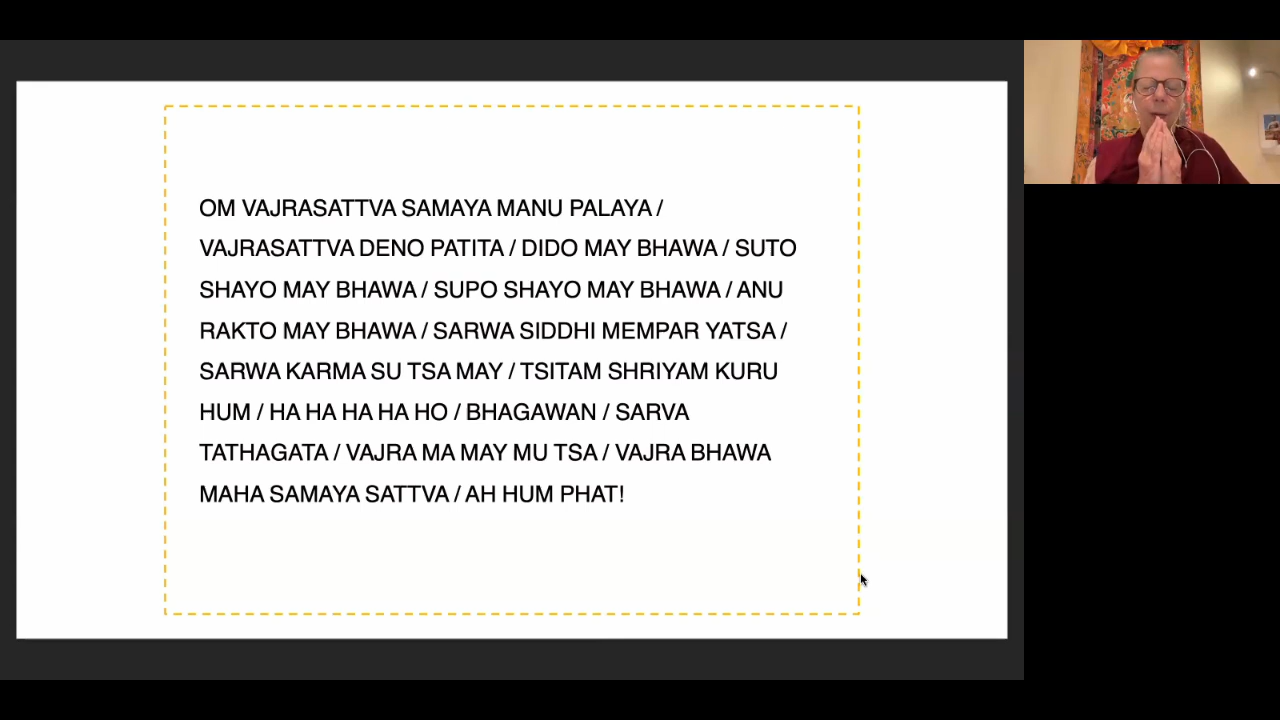 OM VAJRASATTVA SAMAYA MANU PALAYA /
VAJRASATTVA DENO PATITA / DIDO MAY BHAWA / SUTO
SHAYO MAY BHAWA / SUPO SHAYO MAY BHAWA / ANU
RAKTO MAY BHAWA / SARWA SIDDHI MEMPAR YATSA /
SARWA KARMA SU TSA MAY / TSITAM SHRIYAM KURU
HUM / HA HA HA HA HO / BHAGAWAN / SARVA
TATHAGATA / VAJRA MA MAY MU TSA / VAJRA BHAWA
MAHA SAMAYA SATTVA / AH HUM PHAT!